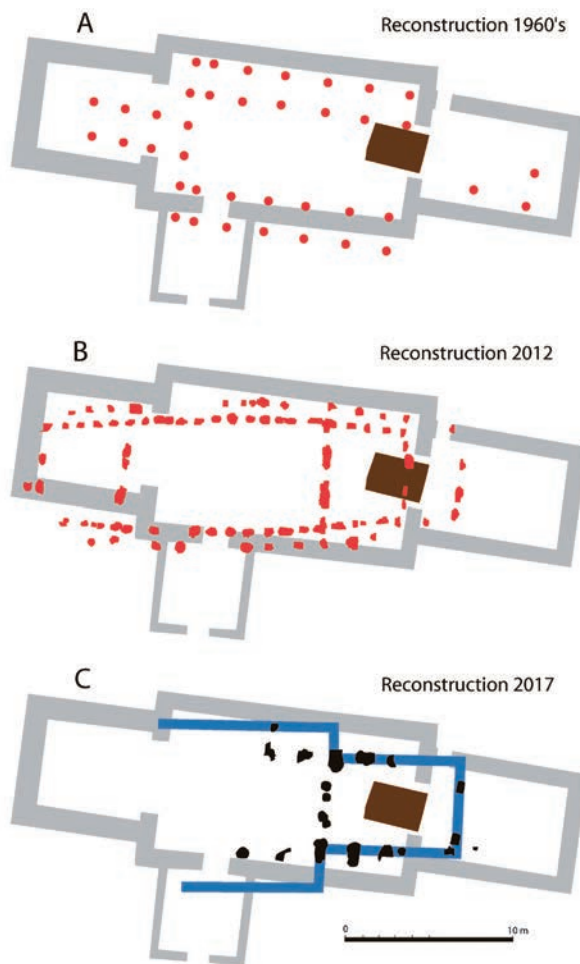 A
Reconstruction 1960's
B
Reconstruction 2012
C
Reconstruction 2017
0 10 m